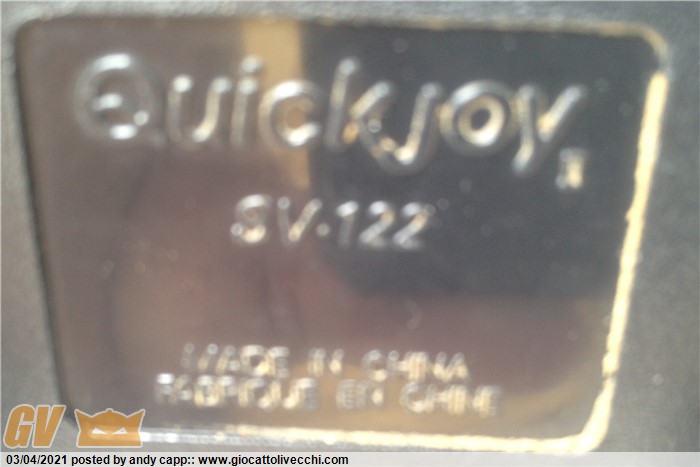 Quickjoy
SV-122
MADE IN CHINA
FABRIQUE EN CHINE
GV
03/04/2021 posted by andy capp:: www.giocattolivecchi.com